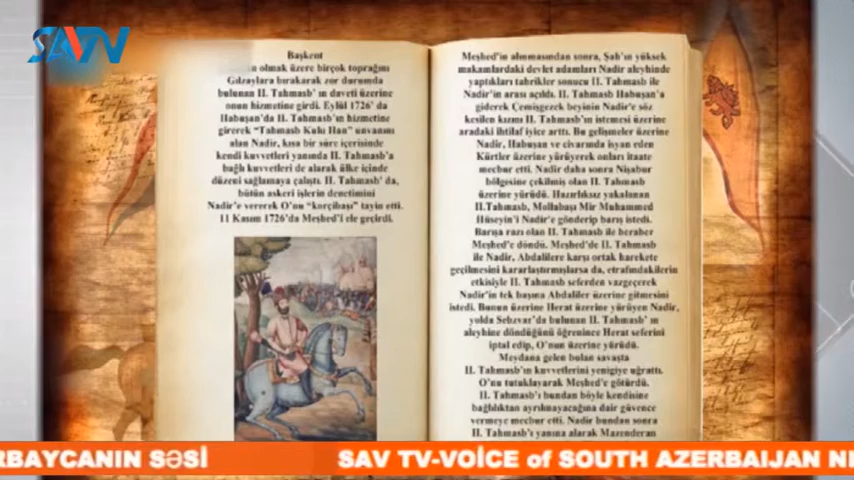 SAVTV
Başkent
olmak üzere birçok toprağını
Gılzaylara bırakarak zor durumda
bulunan II. Tahmasb' ın daveti üzerine
onun hizmetine girdi. Eylül 1726' da
Habuşan'da II. Tahmasb'ın hizmetine
girerek “Tahmasb Kulu Han” unvanını
alan Nadir, kısa bir süre içerisinde
kendi kuvvetleri yanında II. Tahmasb'a
bağlı kuvvetleri de alarak ülke içinde
düzeni sağlamaya çalıştı. II. Tahmasb' da,
bütün askeri işlerin denetimini
Nadir'e vererek O'nu “korçibaşı” tayin etti.
11 Kasım 1726'da Meşhed'i ele geçirdi.
Meşhed'in alınmasından sonra, Şah'ın yüksek
makamlardaki devlet adamları Nadir aleyhinde
yaptıkları tahrikler sonucu II. Tahmasb ile
Nadir'in arası açıldı. II. Tahmasb Habuşan'a
giderek Çemişgezek beyinin Nadir'e söz
kesilen kızını II. Tahmasb'ın istemesi üzerine
aradaki ihtilaf iyice arttı. Bu gelişmeler üzerine
Nadir, Habuşan ve civarında isyan eden
Kürtler üzerine yürüyerek onları itaate
mecbur etti. Nadir daha sonra Nişabur
bölgesine çekilmiş olan II. Tahmasb
üzerine yürüdü. Hazırlıksız yakalanan
II.Tahmasb, Mollabaşı Mir Muhammed
Hüseyin'i Nadir'e gönderip barış istedi.
Barışa razı olan II. Tahmasb ile beraber
Meşhed'e döndü. Meşhed'de II. Tahmasb
ile Nadir, Abdalilere karşı ortak harekete
geçilmesini kararlaştırmışlarsa da, etrafındakilerin
etkisiyle II. Tahmasb seferden vazgeçerek
Nadir'in tek başına Abdaliler üzerine gitmesini
istedi. Bunun üzerine Herat üzerine yürüyen Nadir,
yolda Sebzvar'da bulunan II. Tahmasb' ın
aleyhine döndüğünü öğrenince Herat seferini
iptal edip, O'nun üzerine yürüdü.
Meydana gelen bulan savaşta
II. Tahmasb'ın kuvvetlerini yenigiye uğrattı.
O'nu tutuklayarak Meşhed'e götürdü.
II. Tahmasb'ı bundan böyle kendisine
bağlılıktan ayrılmayacağına dair güvence
vermeye mecbur etti. Nadir bundan sonra
II. Tahmasb'ı yanına alarak Mazenderan
RBAYCANIN SƏSİ SAV TV-VOİCE of SOUTH AZERBAIJAN NE